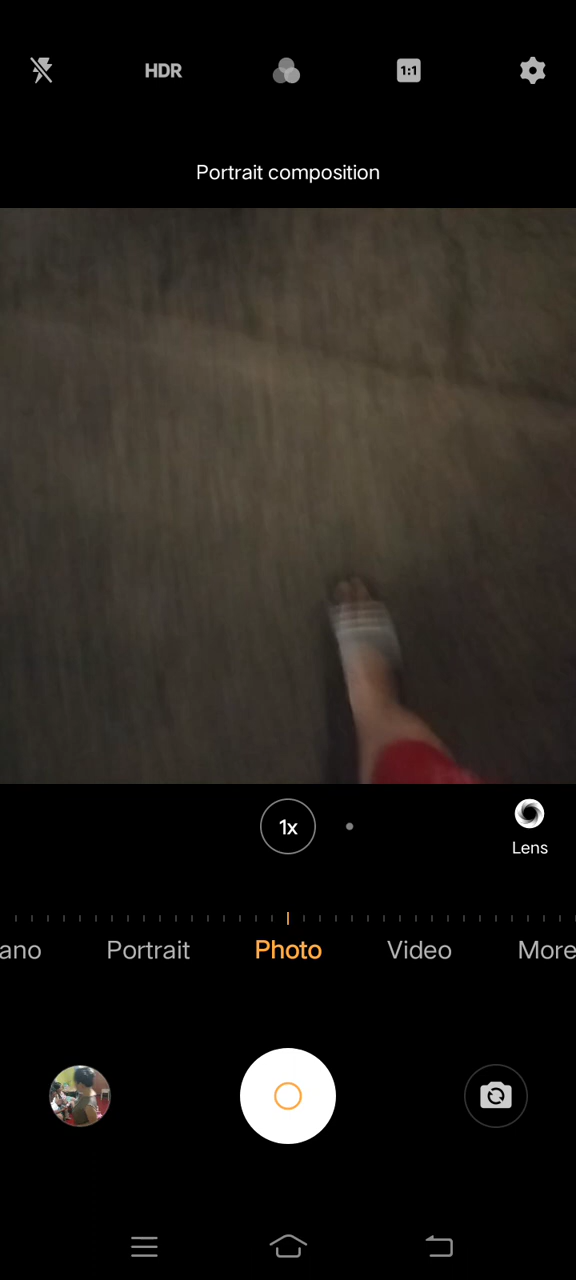 HDR
1:1
Portrait composition
1x
Lens
ano
Portrait
Photo
Video
More